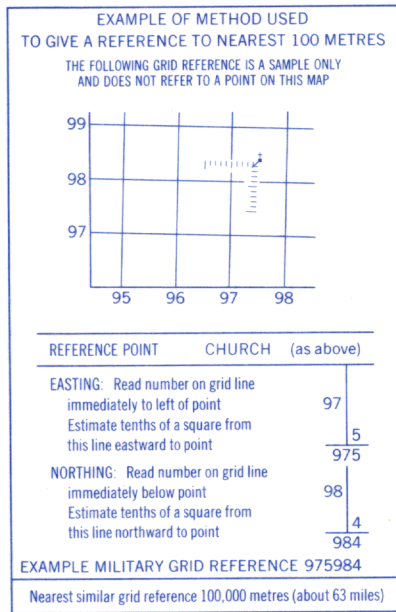 EXAMPLE OF METHOD USED
TO GIVE A REFERENCE TO NEAREST 100 METRES
THE FOLLOWING GRID REFERENCE IS A SAMPLE ONLY
AND DOES NOT REFER TO A POINT ON THIS MAP
99
98
97
95 96 97 98
REFERENCE POINT CHURCH (as above)
EASTING: Read number on grid line
immediately to left of point 97
Estimate tenths of a square from
this line eastward to point 5
975
NORTHING: Read number on grid line
immediately below point 98
Estimate tenths of a square from
this line northward to point 4
984
EXAMPLE MILITARY GRID REFERENCE 975984
Nearest similar grid reference 100,000 metres (about 63 miles)